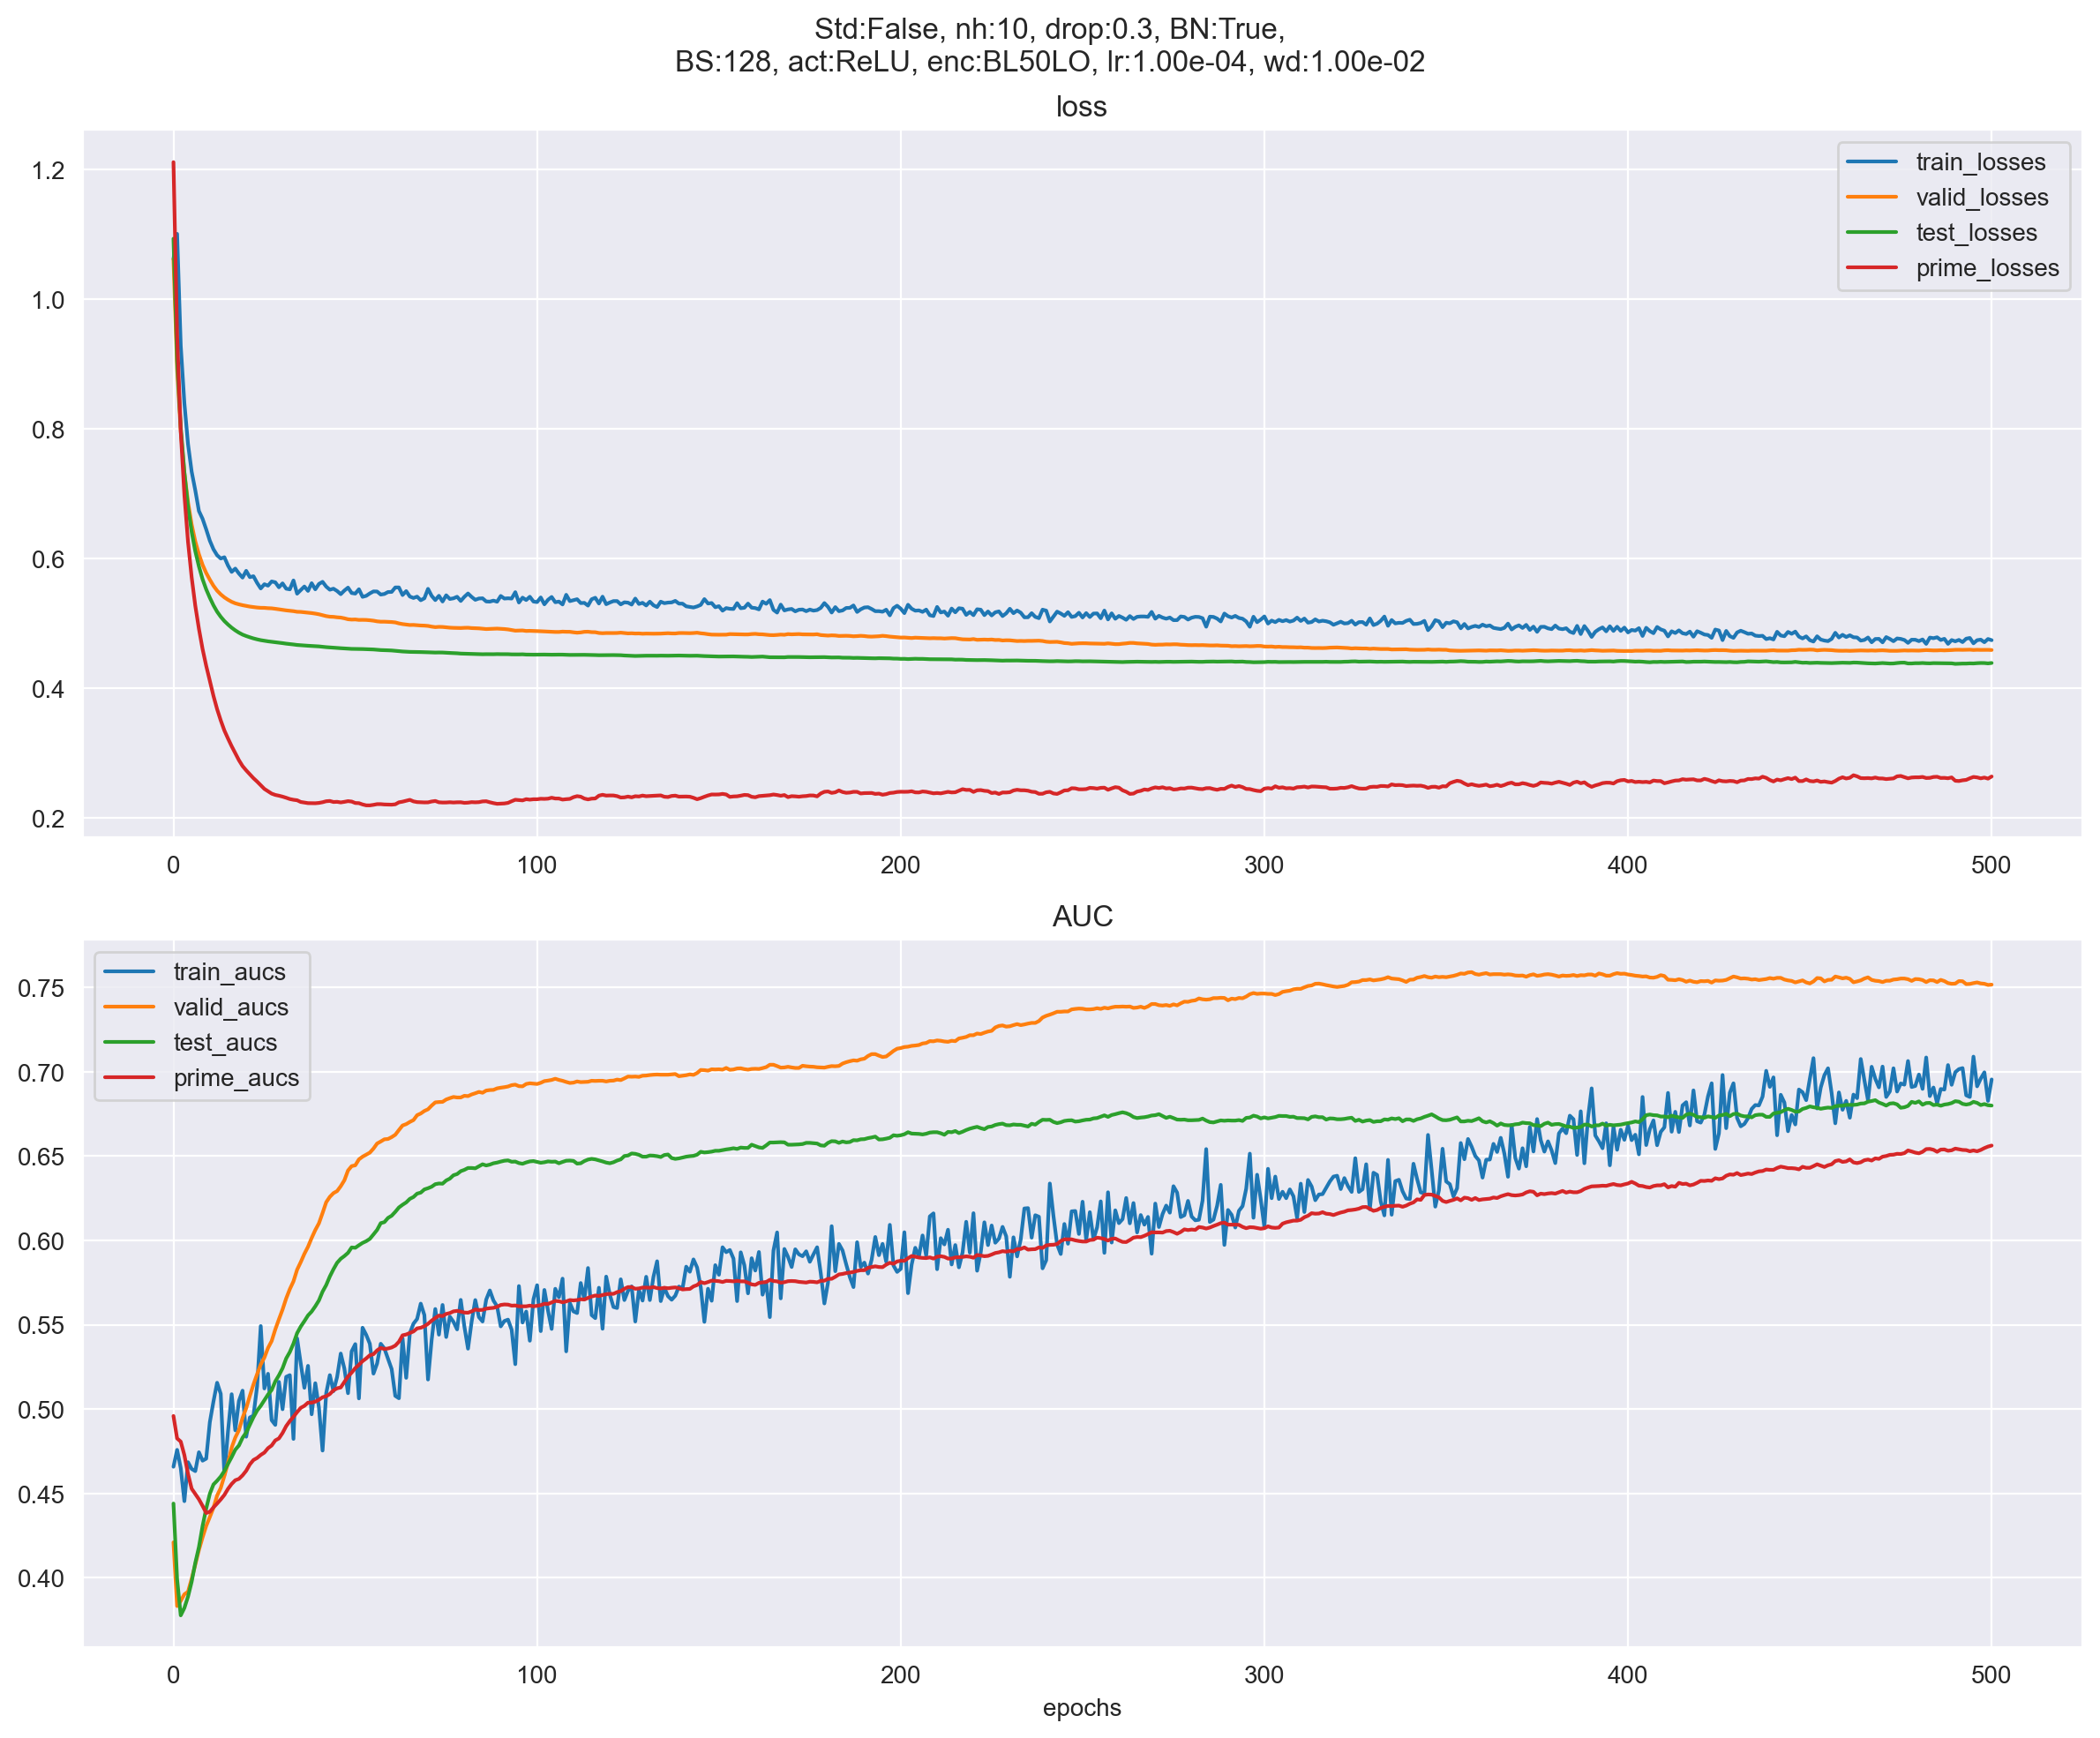 Std:False, nh:10, drop:0.3, BN:True,
BS:128, act:ReLU, enc:BL50LO, lr:1.00e-04, wd:1.00e-02
loss
1.2
1.0
0.8
0.6
0.4
0.2
train_losses
valid_losses
test_losses
prime_losses
0 100 200 300 400 500
AUC
0.75
0.70
0.65
0.60
0.55
0.50
0.45
0.40
train_aucs
valid_aucs
test_aucs
prime_aucs
0 100 200 300 400 500
epochs